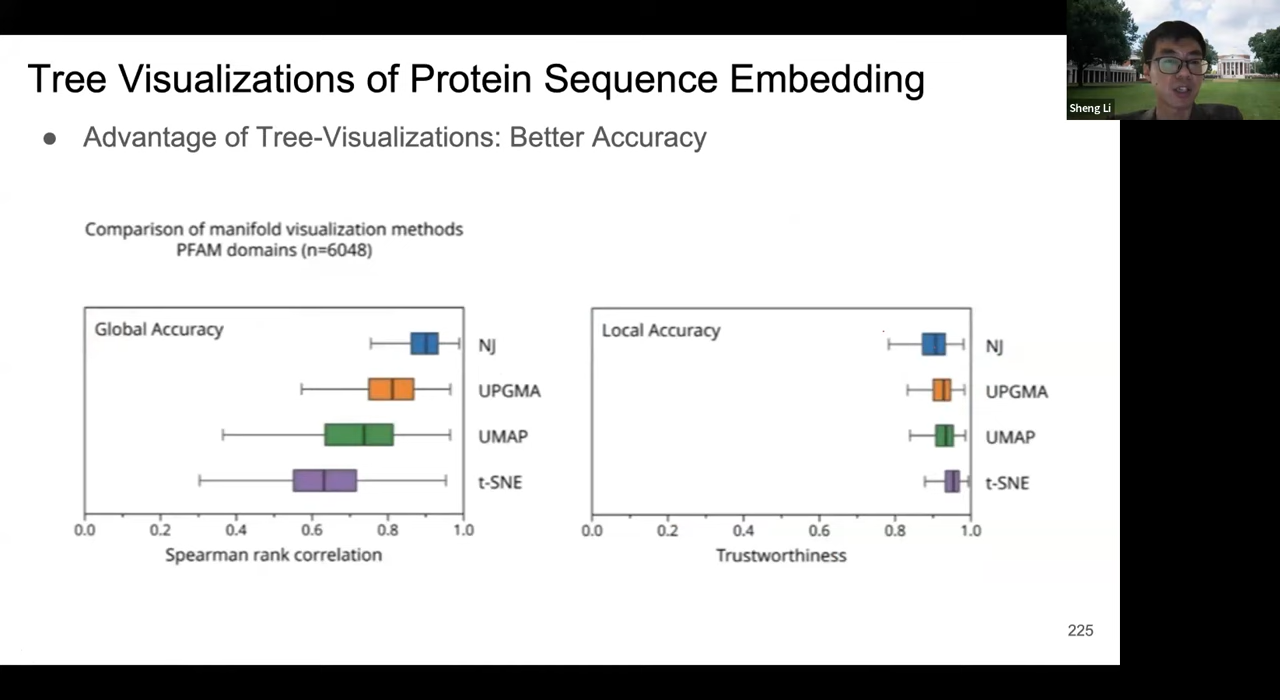 Tree Visualizations of Protein Sequence Embedding
Sheng Li
● Advantage of Tree-Visualizations: Better Accuracy
Comparison of manifold visualization methods
PFAM domains (n=6048)
Global Accuracy
NJ
UPGMA
UMAP
t-SNE
0.0 0.2 0.4 0.6 0.8 1.0
Spearman rank correlation
Local Accuracy
NJ
UPGMA
UMAP
t-SNE
0.0 0.2 0.4 0.6 0.8 1.0
Trustworthiness
225